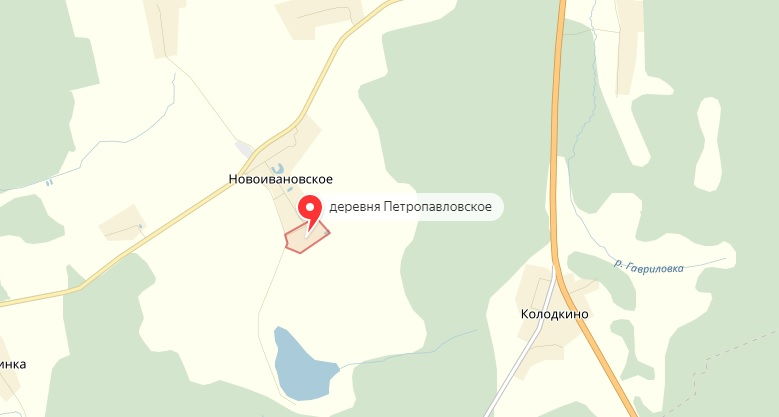 Новоивановское
деревня Петропавловское
р. Гавриловка
Колодкино
инка